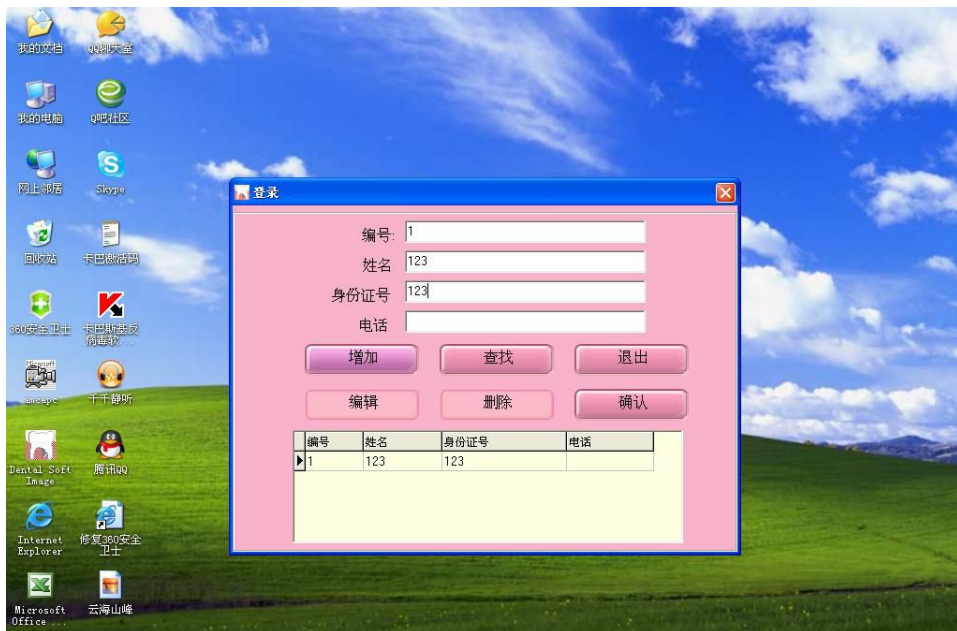 我的文档
QQ聊天室
我的电脑
Q吧社区
网上邻居
Skype
回收站
卡巴激活码
360安全卫士
卡巴斯基反
病毒软...
Microsoft
amcape
千千静听
Dental Soft
Image
腾讯QQ
Internet
Explorer
修复360安全
卫士
Microsoft
Office ...
云海山峰
登录
编号: 1
姓名 123
身份证号 123
电话
增加 查找 退出
编辑 删除 确认
编号 姓名 身份证号 电话
1 123 123